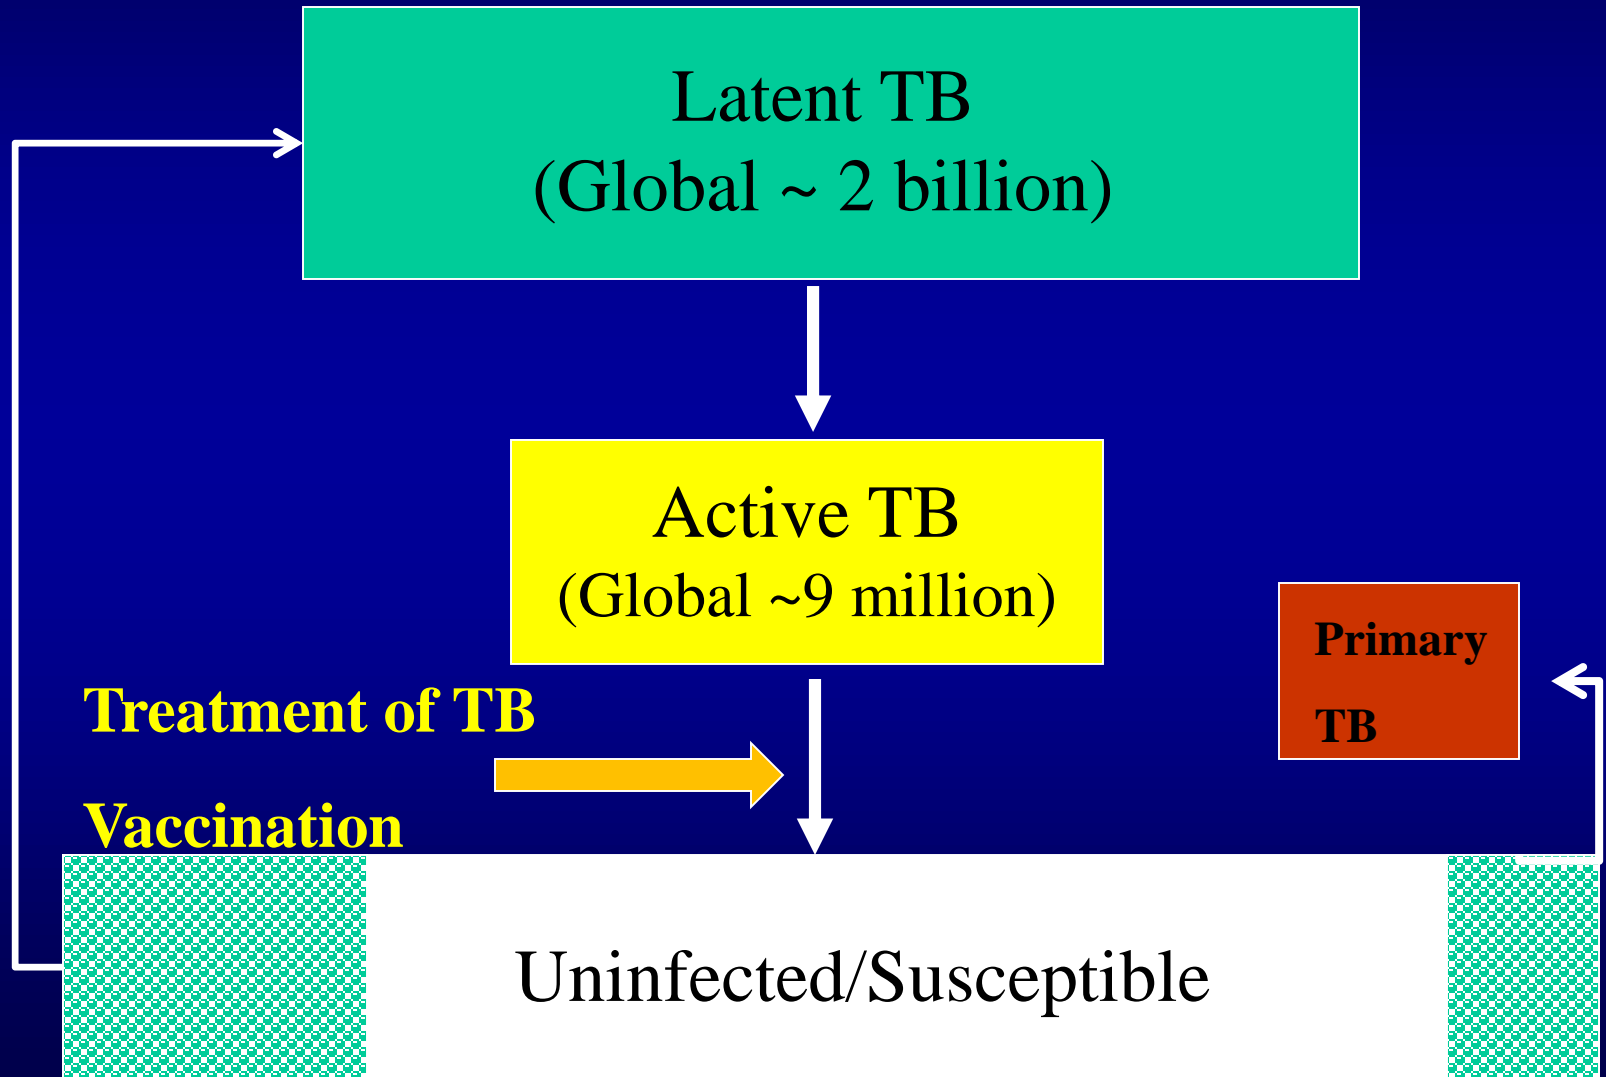 Latent TB
(Global ~ 2 billion)
Active TB
(Global ~9 million)
Primary
TB
Treatment of TB
Vaccination
Uninfected/Susceptible